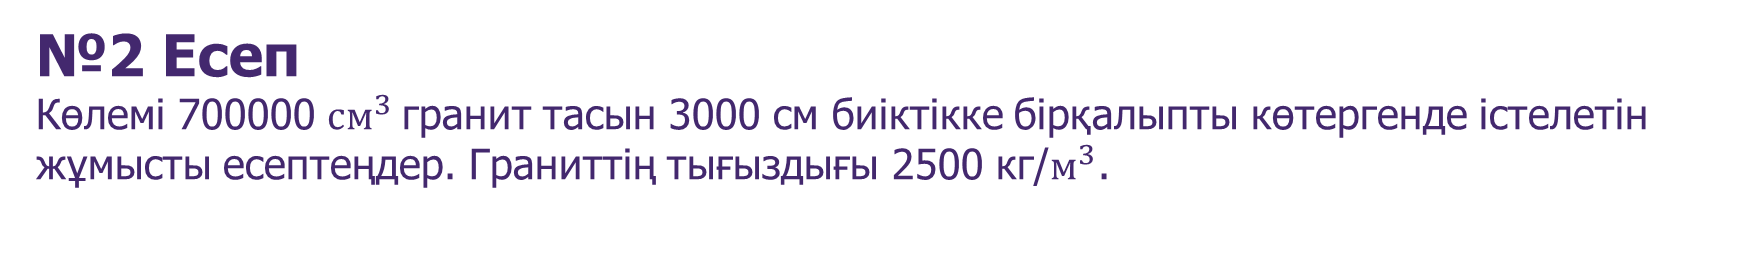 №2 Есеп
Көлемі 700000 см³ гранит тасын 3000 см биіктікке бірқалыпты көтергенде істелетін
жұмысты есептеңдер. Граниттің тығыздығы 2500 кг/м³.